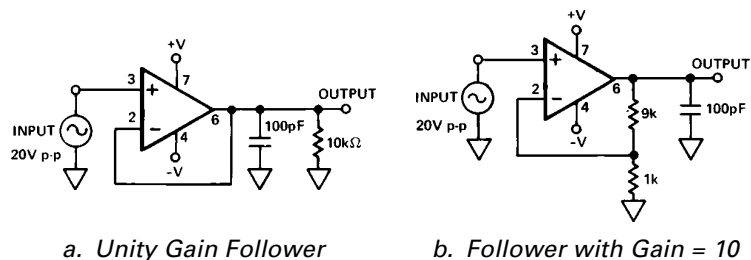 +V
3
7
+
2
−
6
4
-V
INPUT
20V p-p
OUTPUT
100pF
10kΩ
a. Unity Gain Follower
+V
3
7
+
2
−
6
4
-V
INPUT
20V p-p
OUTPUT
9k
100pF
1k
b. Follower with Gain = 10